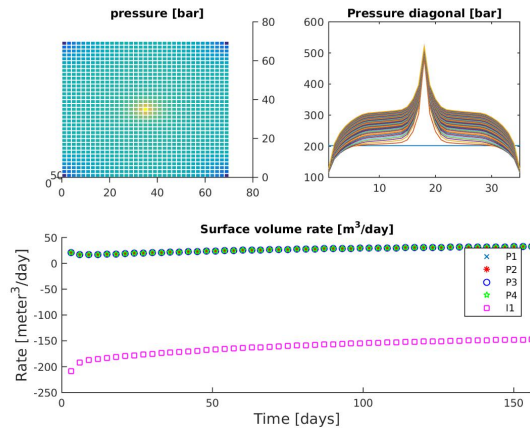 pressure [bar]
80
60
40
20
0
50
0
0 20 40 60 80
Pressure diagonal [bar]
600
500
400
300
200
100
10 20 30
Surface volume rate [m³/day]
Rate [meter³/day]
50
0
-50
-100
-150
-200
-250
0 50 100 150
Time [days]
P1
P2
P3
P4
I1